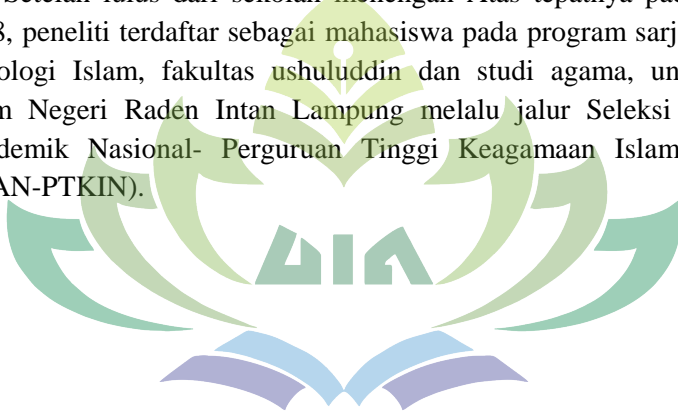 Setelah lulus dari sekolah menengah Atas tepatnya pad
8, peneliti terdaftar sebagai mahasiswa pada program sarj
ologi Islam, fakultas ushuluddin dan studi agama, un
m Negeri Raden Intan Lampung melalu jalur Seleksi
demik Nasional- Perguruan Tinggi Keagamaan Islam
AN-PTKIN).
UIN